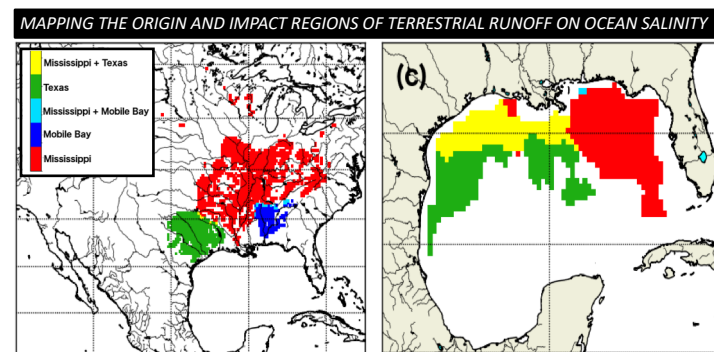 MAPPING THE ORIGIN AND IMPACT REGIONS OF TERRESTRIAL RUNOFF ON OCEAN SALINITY
Mississippi + Texas
Texas
Mississippi + Mobile Bay
Mobile Bay
Mississippi
(c)